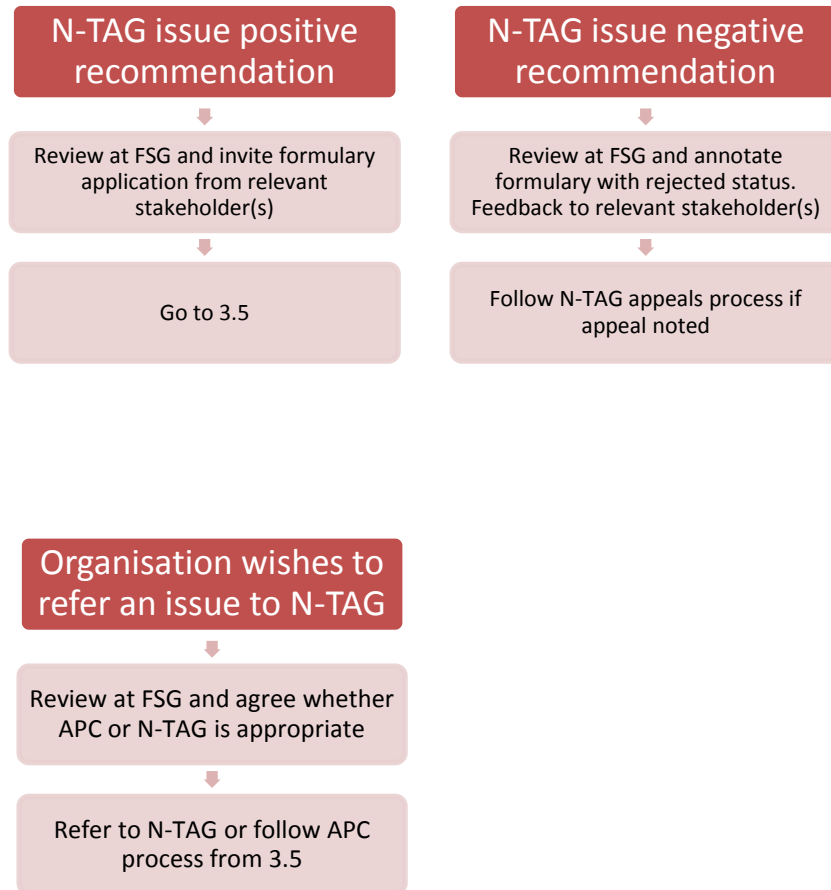 N-TAG issue positive
recommendation
Review at FSG and invite formulary
application from relevant
stakeholder(s)
Go to 3.5
N-TAG issue negative
recommendation
Review at FSG and annotate
formulary with rejected status.
Feedback to relevant stakeholder(s)
Follow N-TAG appeals process if
appeal noted
Organisation wishes to
refer an issue to N-TAG
Review at FSG and agree whether
APC or N-TAG is appropriate
Refer to N-TAG or follow APC
process from 3.5